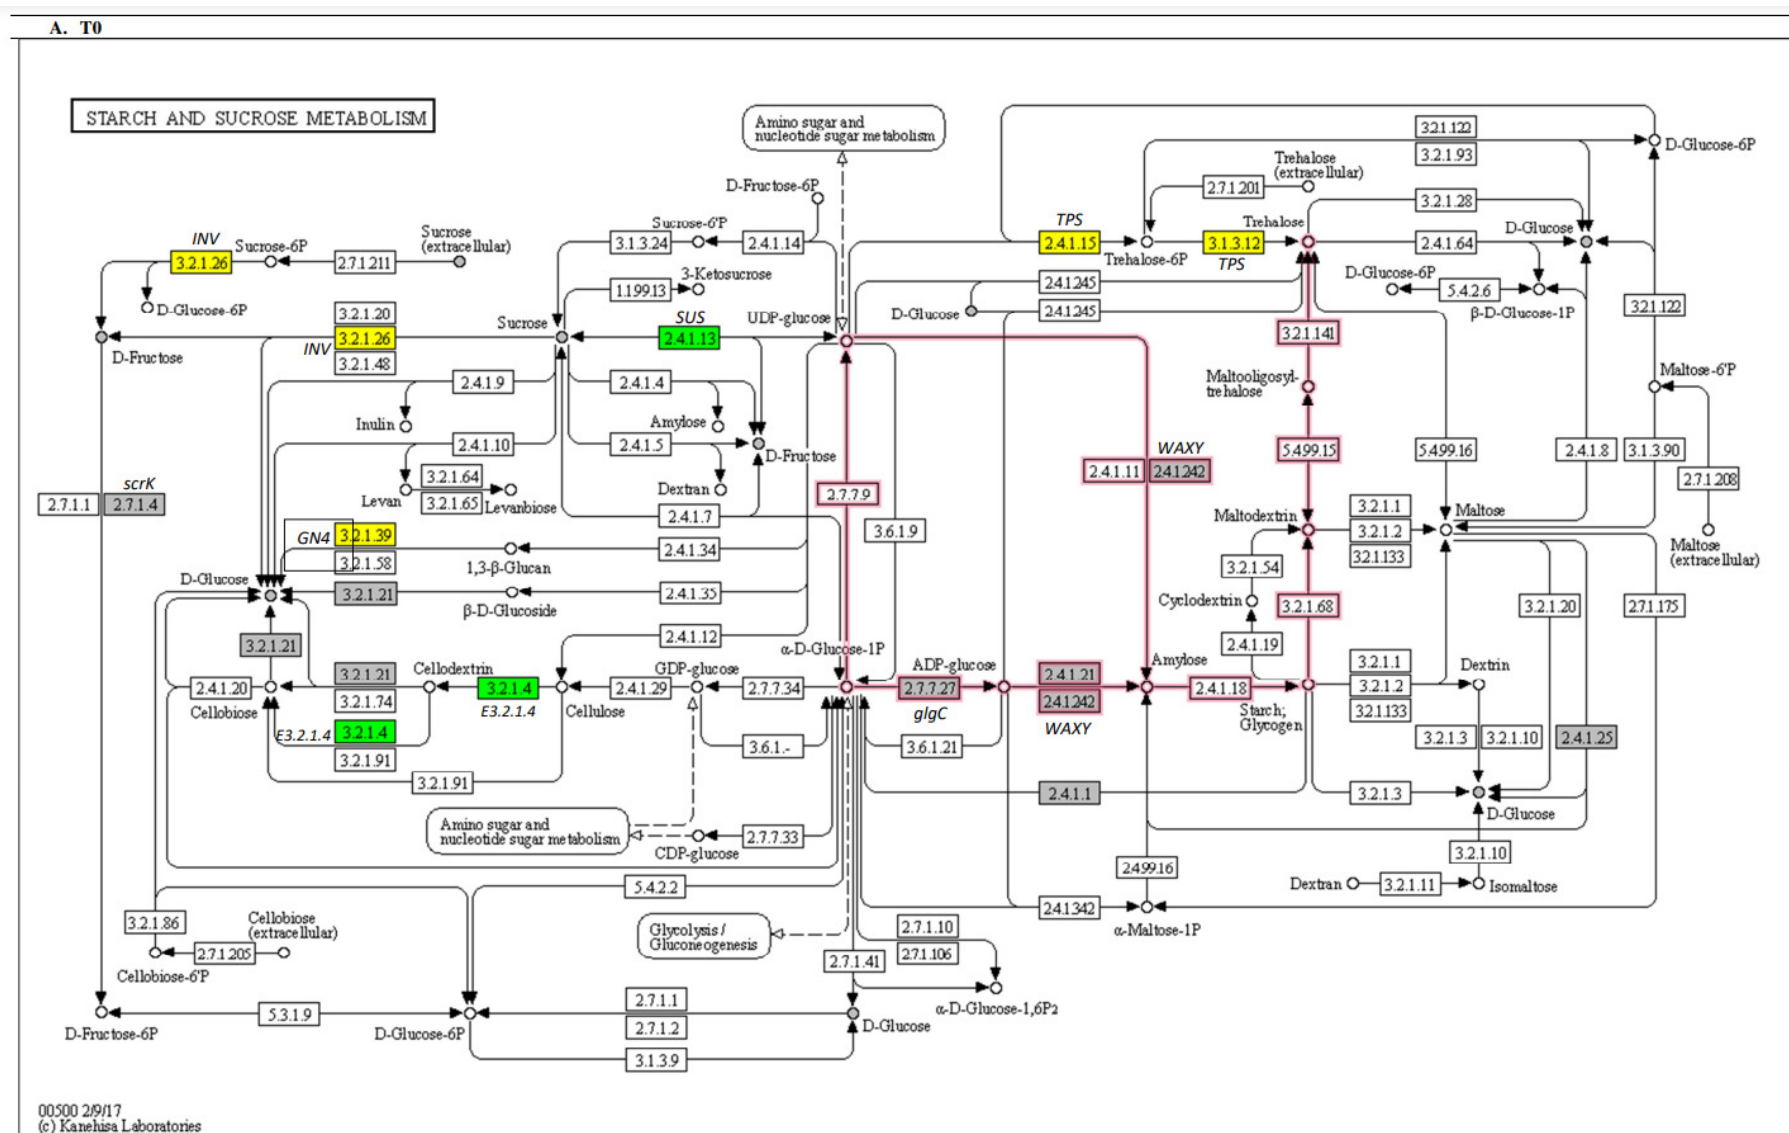 A. T0
STARCH AND SUCROSE METABOLISM
Amino sugar and
nucleotide sugar metabolism
3.2.1.122
3.2.1.93
D-Glucose-6P
Trehalose
(extracellular)
2.7.1.201
D-Fructose-6P
3.2.1.28
TPS
Trehalose
D-Glucose
INV
Sucrose-6P
Sucrose
(extracellular)
Sucrose-6'P
3.2.1.26
2.7.1.211
3.1.3.24
2.4.1.14
2.4.1.15
Trehalose-6P
3.1.3.12
TPS
2.4.1.64
3-Ketosucrose
1.1.99.13
2.4.1.245
D-Glucose-6P
5.4.2.6
β-D-Glucose-1P
D-Glucose-6P
3.2.1.20
Sucrose
SUS
UDP-glucose
D-Glucose
2.4.1.245
3.2.1.122
D-Fructose
INV
3.2.1.26
3.2.1.48
2.4.1.13
3.2.1.141
2.4.1.9
2.4.1.4
Maltooligosyl-
trehalose
Maltose-6'P
Inulin
Amylose
2.4.1.10
2.4.1.5
D-Fructose
WAXY
2.4.1.11
2.4.1.242
5.4.99.15
5.4.99.16
2.4.1.8
3.1.3.90
2.7.1.208
scrK
2.7.1.1
2.7.1.4
3.2.1.64
3.2.1.65
Levan
Levanbiose
Dextran
2.7.7.9
2.4.1.7
3.6.1.9
Maltodextrin
3.2.1.1
3.2.1.2
3.2.1.133
Maltose
Maltose
(extracellular)
GN4
3.2.1.39
3.2.1.58
1,3-β-Glucan
2.4.1.34
3.2.1.54
D-Glucose
3.2.1.21
β-D-Glucoside
2.4.1.35
Cyclodextrin
3.2.1.68
3.2.1.20
2.7.1.175
3.2.1.21
2.4.1.12
2.4.1.19
α-D-Glucose-1P
3.2.1.21
Cellodextrin
GDP-glucose
ADP-glucose
2.4.1.21
Amylose
3.2.1.1
Dextrin
2.4.1.20
Cellobiose
3.2.1.74
3.2.1.4
E3.2.1.4
Cellulose
2.4.1.29
2.7.7.34
2.7.7.27
glgC
2.4.1.242
WAXY
2.4.1.18
Starch;
Glycogen
3.2.1.2
3.2.1.133
E3.2.1.4
3.2.1.4
3.2.1.91
3.6.1.-
3.6.1.21
3.2.1.3
3.2.1.10
2.4.1.25
3.2.1.91
2.4.1.1
3.2.1.3
D-Glucose
Amino sugar and
nucleotide sugar metabolism
CDP-glucose
2.7.7.33
3.2.1.10
2.4.99.16
Dextran
3.2.1.11
Isomaltose
5.4.2.2
2.4.1.342
α-Maltose-1P
3.2.1.86
Cellobiose
(extracellular)
2.7.1.205
Cellobiose-6'P
Glycolysis /
Gluconeogenesis
2.7.1.10
2.7.1.106
2.7.1.41
α-D-Glucose-1,6P2
D-Fructose-6P
5.3.1.9
D-Glucose-6P
2.7.1.1
2.7.1.2
D-Glucose
3.1.3.9
00500 2/9/17
(c) Kanehisa Laboratories